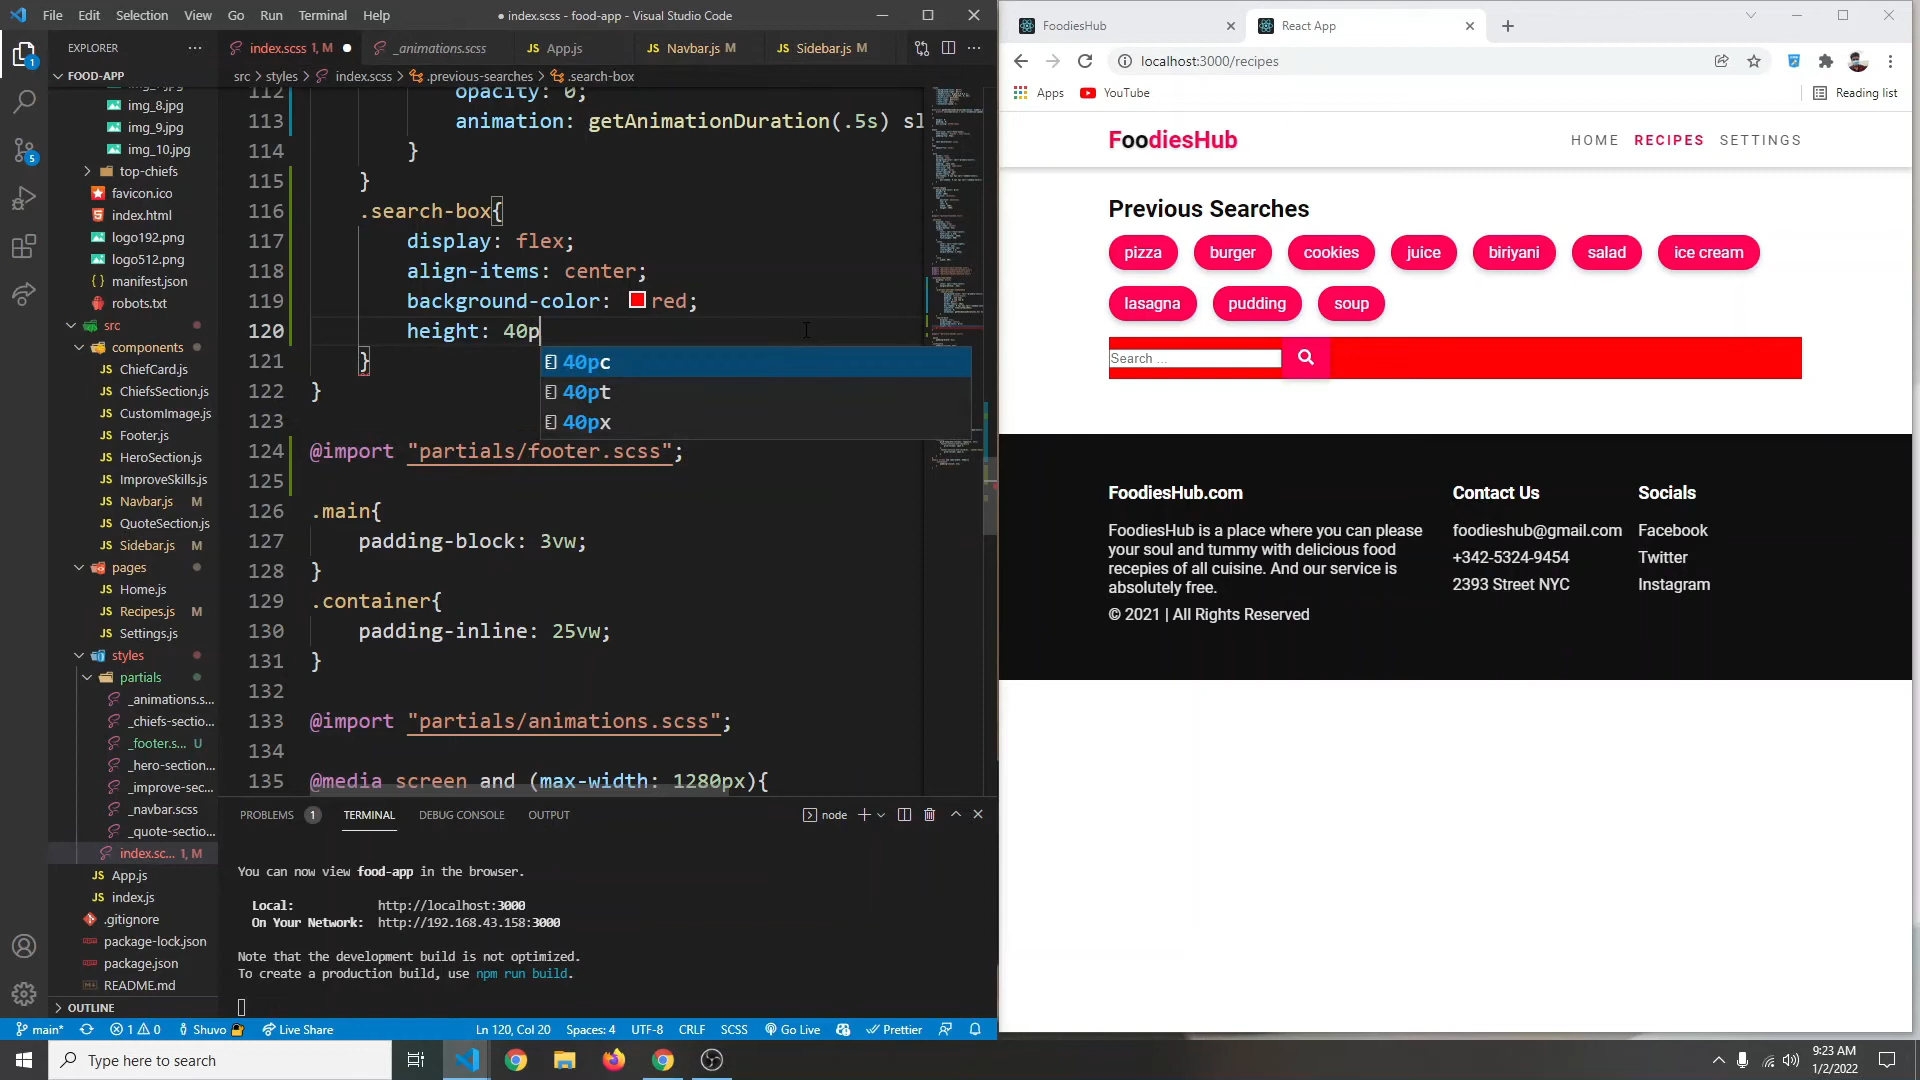 File Edit Selection View Go Run Terminal Help
● index.scss - food-app - Visual Studio Code
EXPLORER
FOOD-APP
img_8.jpg
img_9.jpg
img_10.jpg
top-chiefs
favicon.ico
index.html
logo192.png
logo512.png
manifest.json
robots.txt
src
components
ChiefCard.js
ChiefsSection.js
CustomImage.js
Footer.js
HeroSection.js
ImproveSkills.js
Navbar.js M
QuoteSection.js
Sidebar.js M
pages
Home.js
Recipes.js M
Settings.js
styles
partials
_animations.s...
_chiefs-sectio...
_footer.s... U
_hero-section...
_improve-sec...
_navbar.scss
_quote-sectio...
index.sc... 1, M
App.js
index.js
.gitignore
package-lock.json
package.json
README.md
OUTLINE
index.scss 1, M ● _animations.scss App.js Navbar.js M Sidebar.js M
src > styles > index.scss > .previous-searches > .search-box
112 opacity: 0;
113 animation: getAnimationDuration(.5s) sl
114 }
115 }
116 .search-box{
117 display: flex;
118 align-items: center;
119 background-color: red;
120 height: 40p
40pc
40pt
40px
121 }
122 }
123
124 @import "partials/footer.scss";
125
126 .main{
127 padding-block: 3vw;
128 }
129 .container{
130 padding-inline: 25vw;
131 }
132
133 @import "partials/animations.scss";
134
135 @media screen and (max-width: 1280px){
PROBLEMS 1 TERMINAL DEBUG CONSOLE OUTPUT
node
You can now view food-app in the browser.
Local: http://localhost:3000
On Your Network: http://192.168.43.158:3000
Note that the development build is not optimized.
To create a production build, use npm run build.
main* 1 0 Shuvo Live Share
Ln 120, Col 20 Spaces: 4 UTF-8 CRLF SCSS Go Live Prettier
FoodiesHub
React App
localhost:3000/recipes
Apps YouTube Reading list
FoodiesHub
HOME RECIPES SETTINGS
Previous Searches
pizza burger cookies juice biriyani salad ice cream
lasagna pudding soup
Search ...
FoodiesHub.com
FoodiesHub is a place where you can please
your soul and tummy with delicious food
recepies of all cuisine. And our service is
absolutely free.
© 2021 | All Rights Reserved
Contact Us
foodieshub@gmail.com
+342-5324-9454
2393 Street NYC
Socials
Facebook
Twitter
Instagram
1
5
Type here to search
9:23 AM
1/2/2022